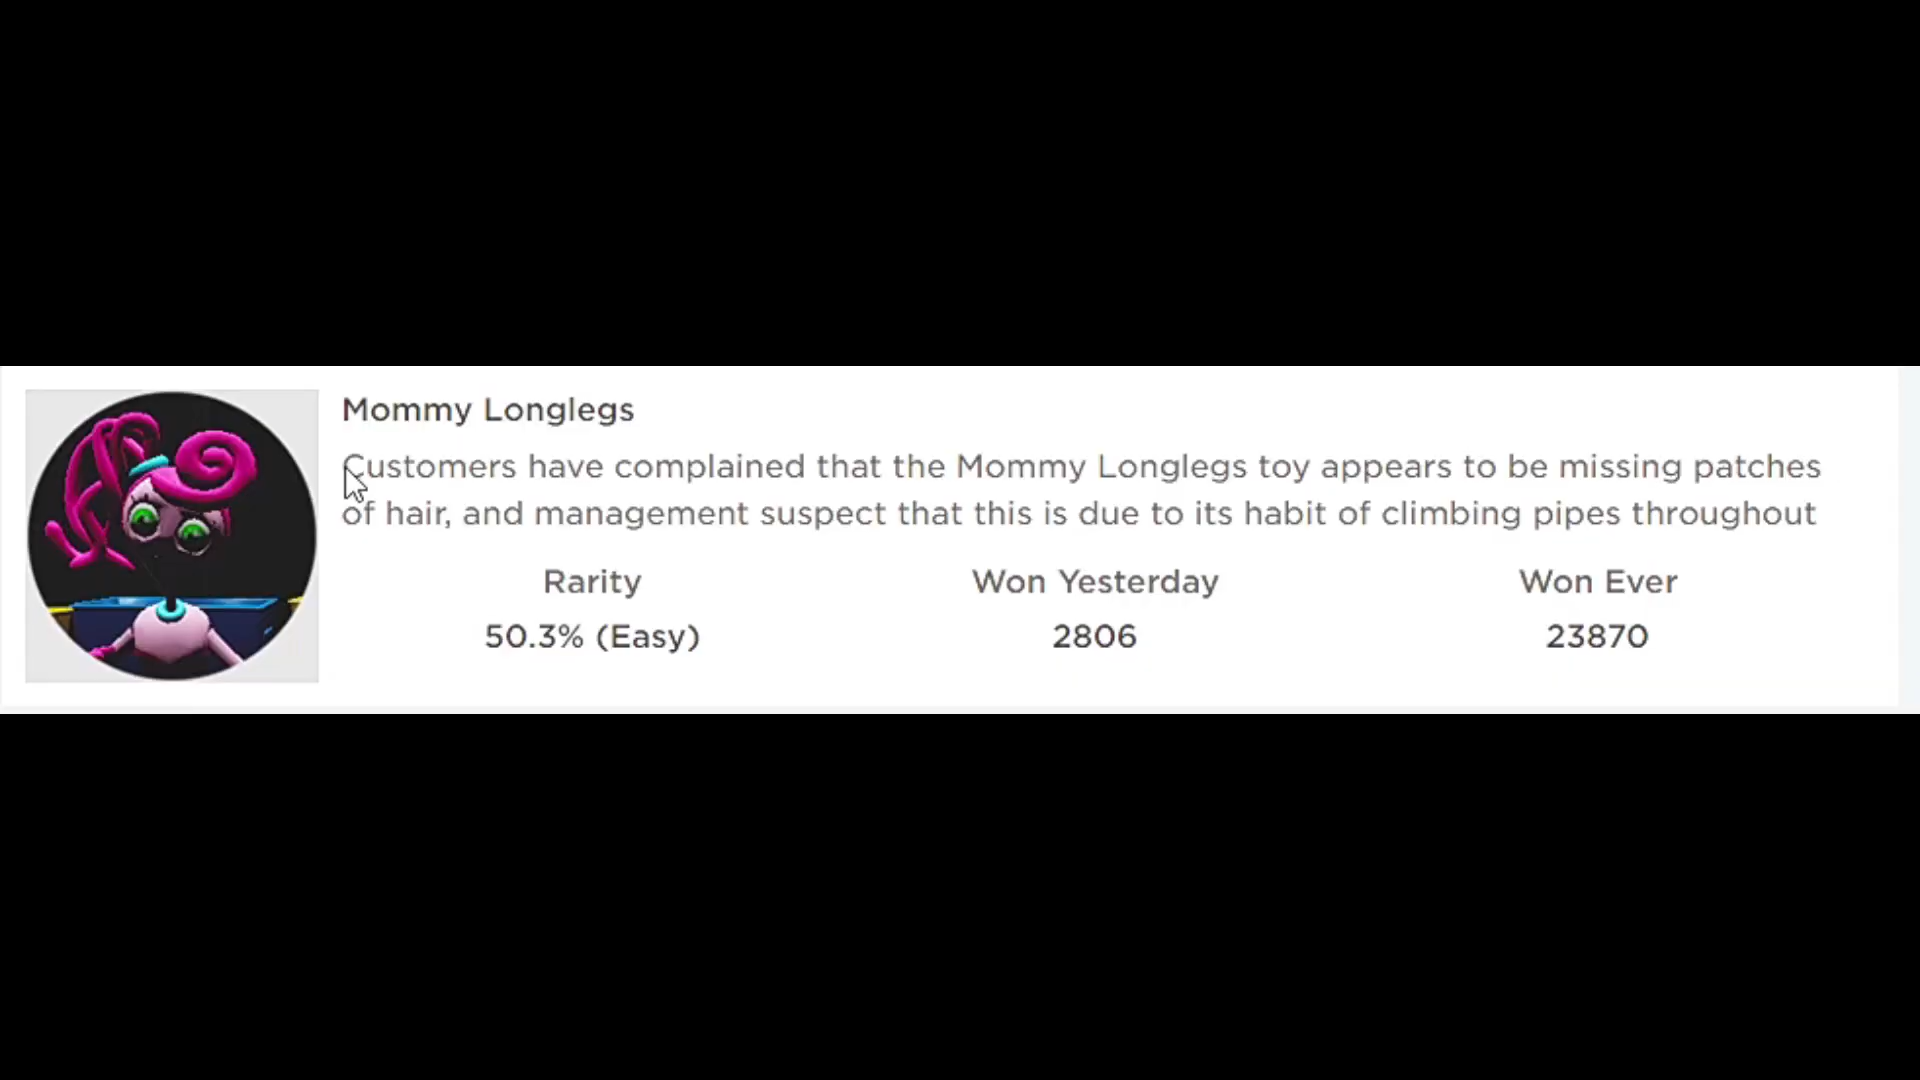 Mommy Longlegs
Customers have complained that the Mommy Longlegs toy appears to be missing patches
of hair, and management suspect that this is due to its habit of climbing pipes throughout
Rarity Won Yesterday Won Ever
50.3% (Easy) 2806 23870